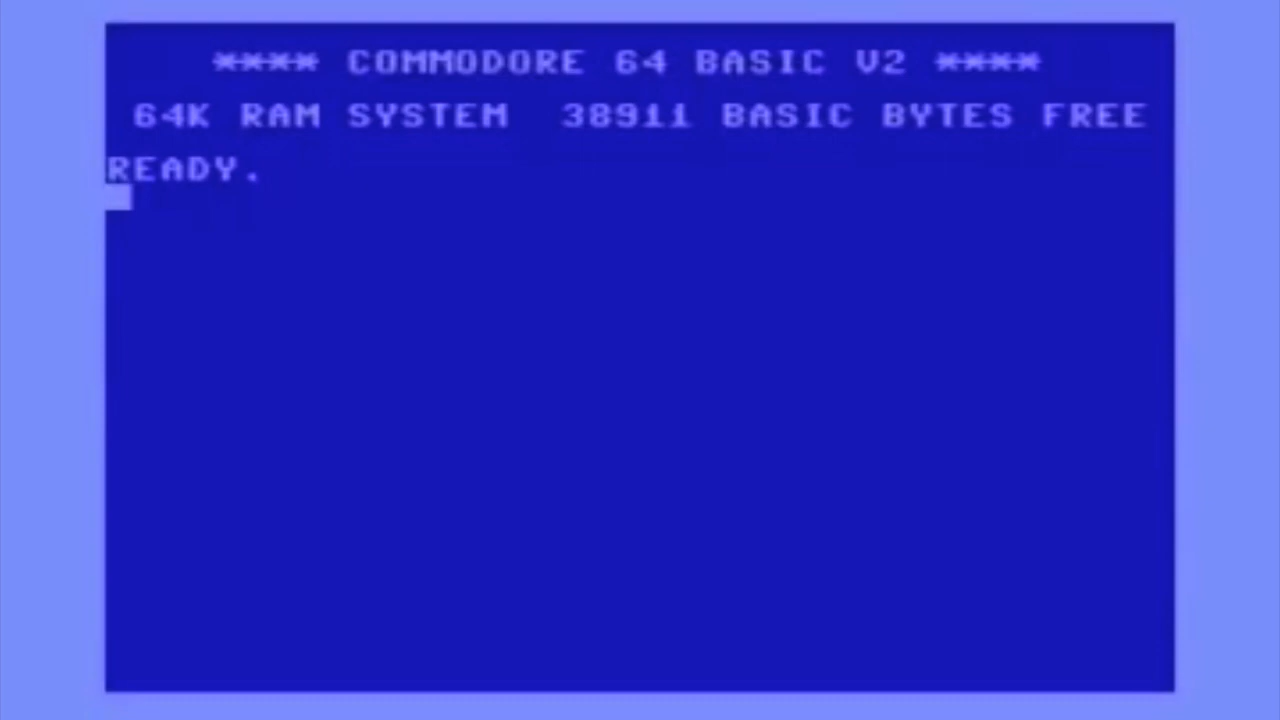 **** COMMODORE 64 BASIC V2 ****
64K RAM SYSTEM  38911 BASIC BYTES FREE
READY.